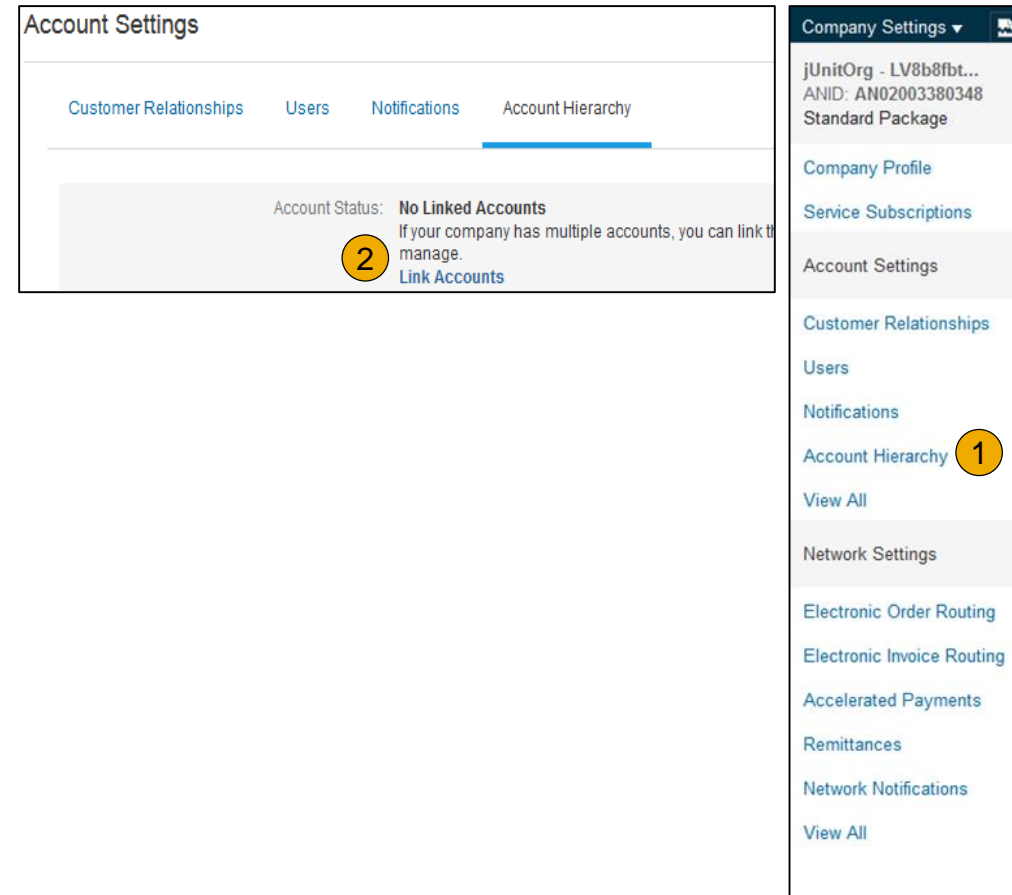 Account Settings
Customer Relationships Users Notifications Account Hierarchy
Account Status: No Linked Accounts
If your company has multiple accounts, you can link
manage.
2
Link Accounts
Company Settings ▾
jUnitOrg - LV8b8fbt...
ANID: AN02003380348
Standard Package
Company Profile
Service Subscriptions
Account Settings
Customer Relationships
Users
Notifications
Account Hierarchy 1
View All
Network Settings
Electronic Order Routing
Electronic Invoice Routing
Accelerated Payments
Remittances
Network Notifications
View All